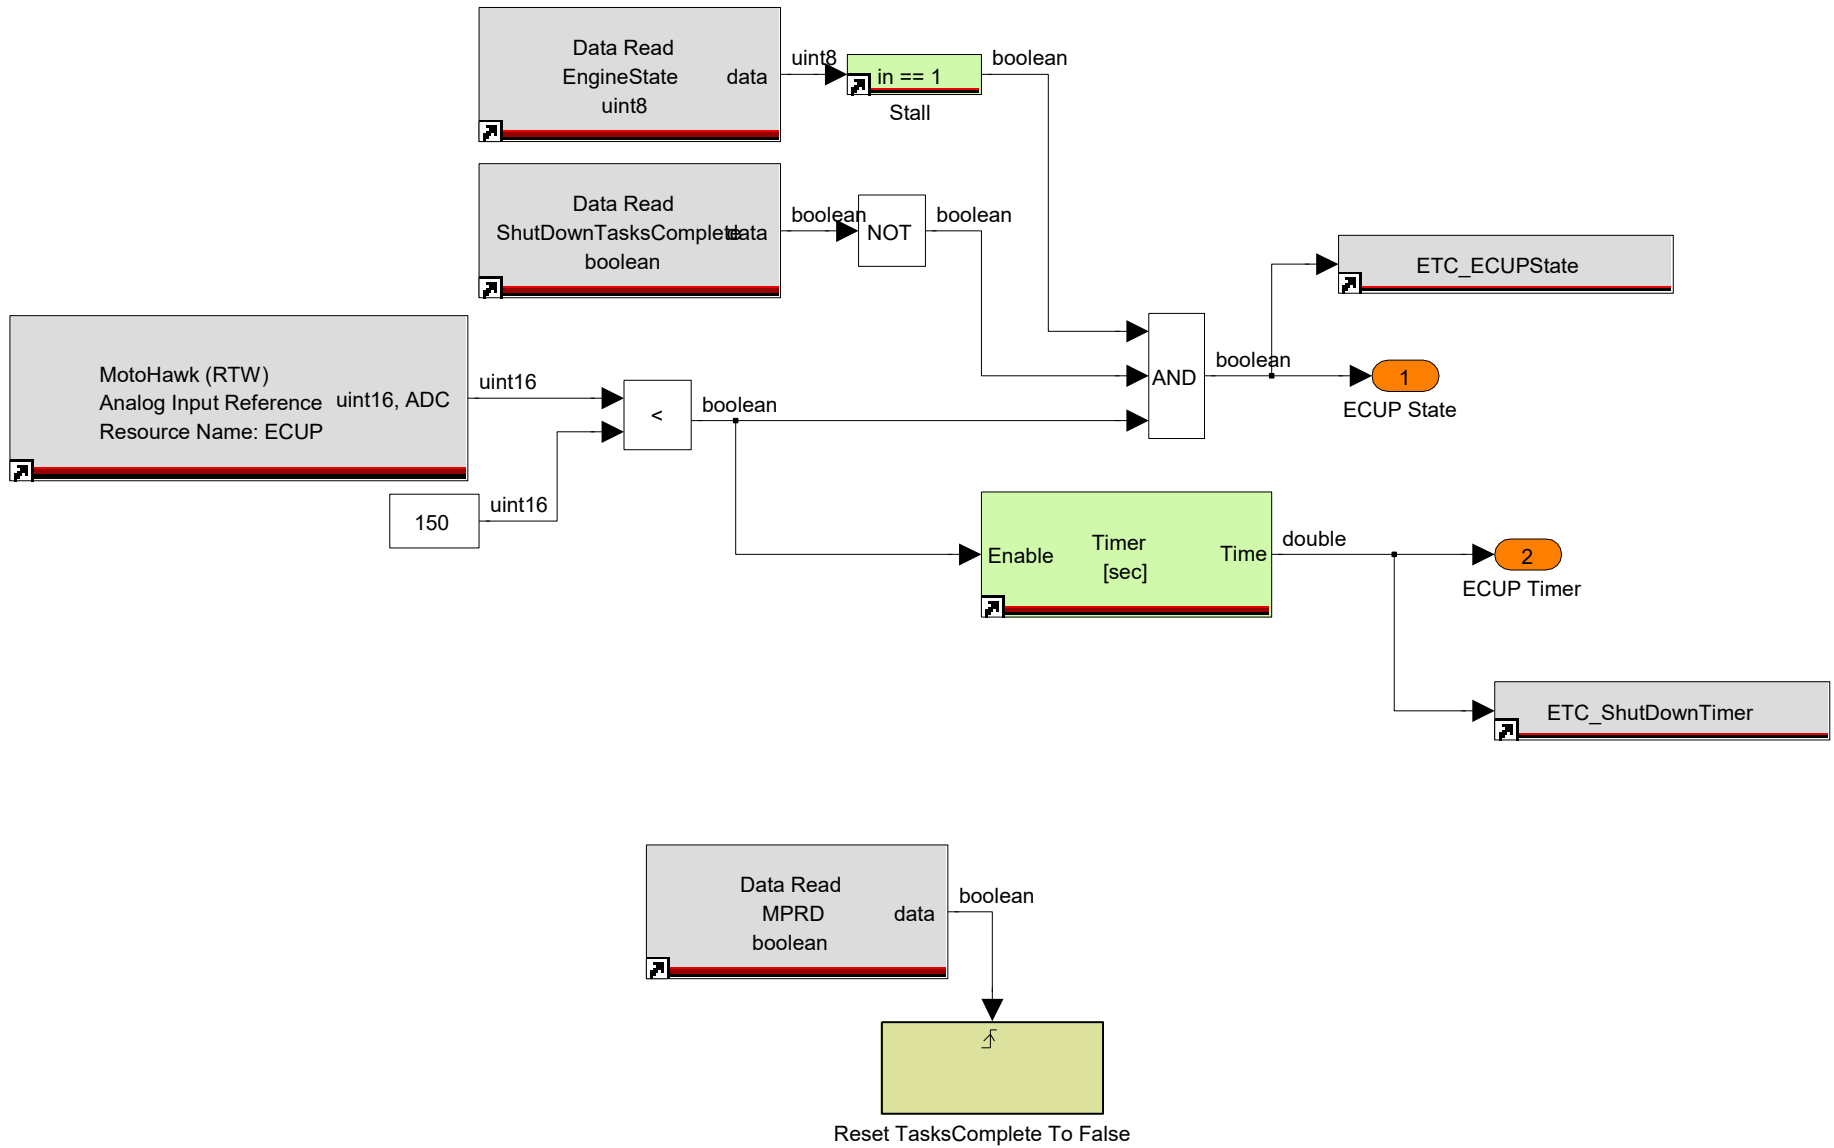 Data Read
EngineState
uint8
data
uint8
in == 1
Stall
boolean
Data Read
ShutDownTasksComplete
boolean
data
boolean
NOT
boolean
MotoHawk (RTW)
Analog Input Reference
Resource Name: ECUP
uint16, ADC
uint16
150
uint16
<
boolean
AND
boolean
ETC_ECUPState
1
ECUP State
Enable
Timer
[sec]
Time
double
2
ECUP Timer
ETC_ShutDownTimer
Data Read
MPRD
boolean
data
boolean
Reset TasksComplete To False